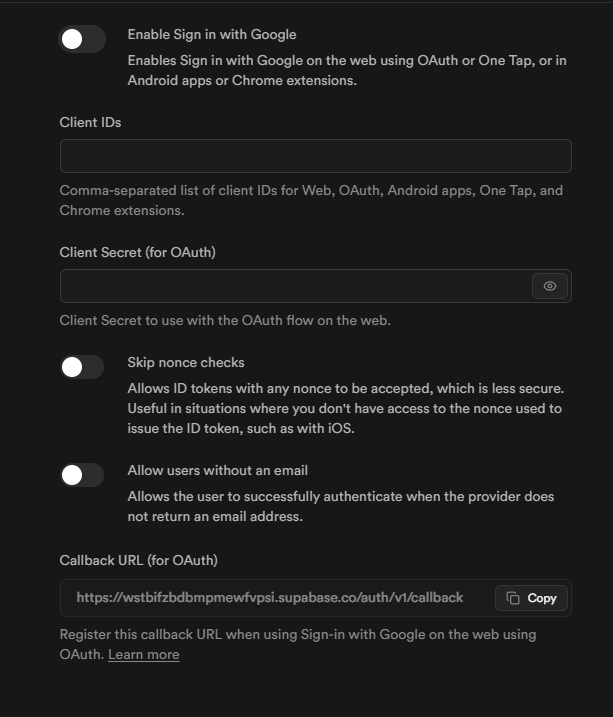 Enable Sign in with Google
Enables Sign in with Google on the web using OAuth or One Tap, or in
Android apps or Chrome extensions.
Client IDs
Comma-separated list of client IDs for Web, OAuth, Android apps, One Tap, and
Chrome extensions.
Client Secret (for OAuth)
Client Secret to use with the OAuth flow on the web.
Skip nonce checks
Allows ID tokens with any nonce to be accepted, which is less secure.
Useful in situations where you don't have access to the nonce used to
issue the ID token, such as with iOS.
Allow users without an email
Allows the user to successfully authenticate when the provider does
not return an email address.
Callback URL (for OAuth)
https://wstbifzbdbmpmewfvpsi.supabase.co/auth/v1/callback
Copy
Register this callback URL when using Sign-in with Google on the web using
OAuth. Learn more